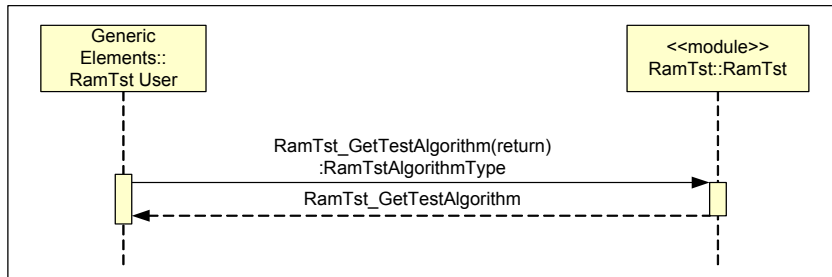 Generic
Elements::
RamTst User
<<module>>
RamTst::RamTst
RamTst_GetTestAlgorithm(return)
:RamTstAlgorithmType
RamTst_GetTestAlgorithm